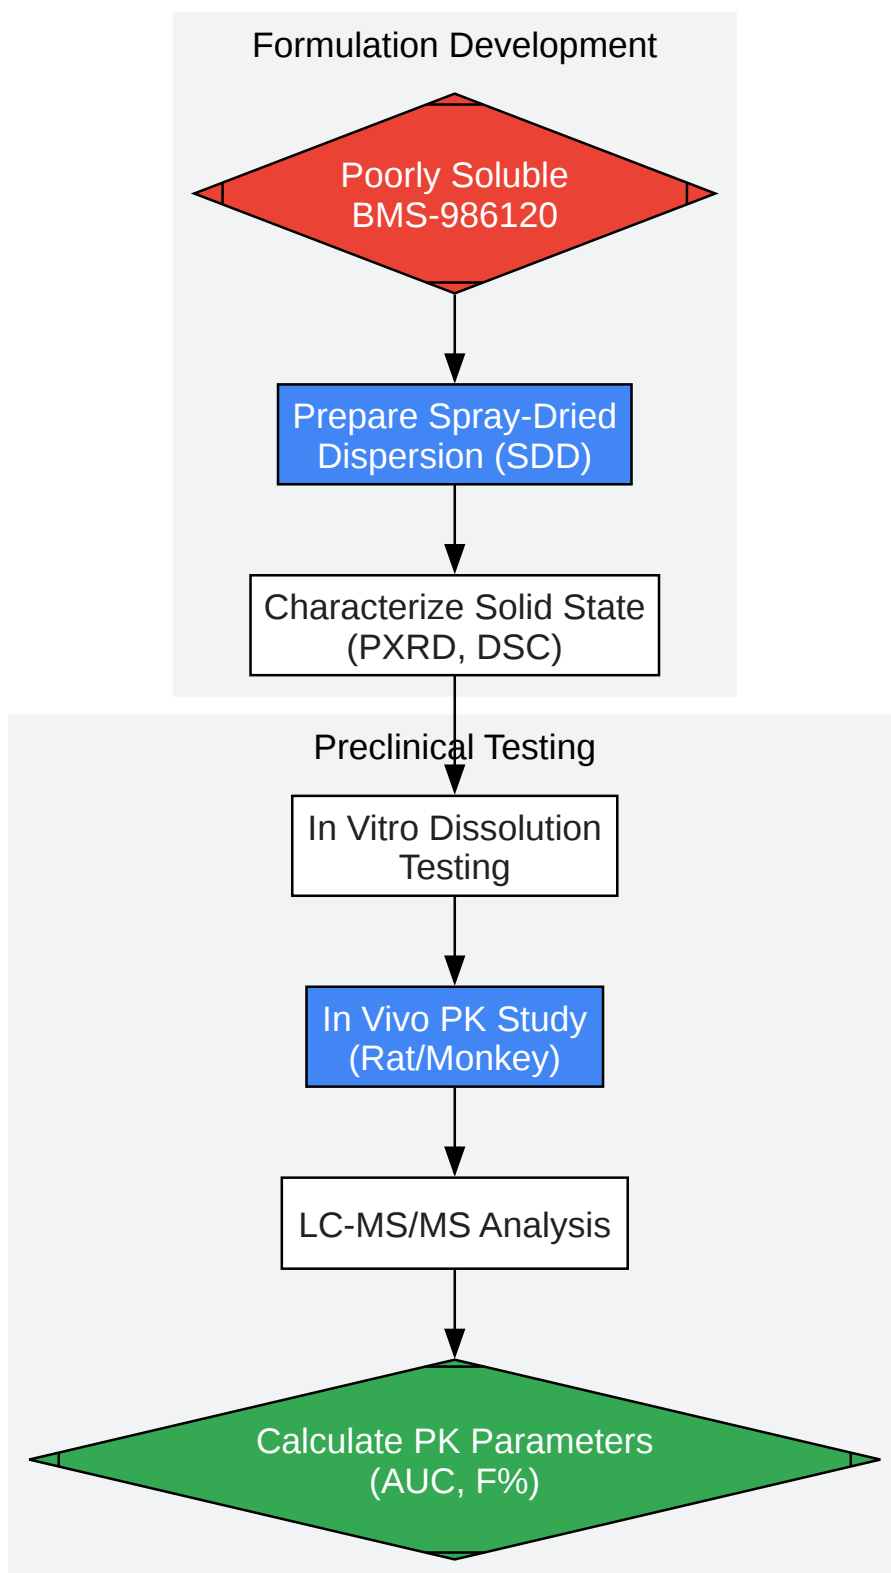 Formulation Development
Poorly Soluble
BMS-986120
Prepare Spray-Dried
Dispersion (SDD)
Characterize Solid State
(PXRD, DSC)
Preclinical Testing
In Vitro Dissolution
Testing
In Vivo PK Study
(Rat/Monkey)
LC-MS/MS Analysis
Calculate PK Parameters
(AUC, F%)